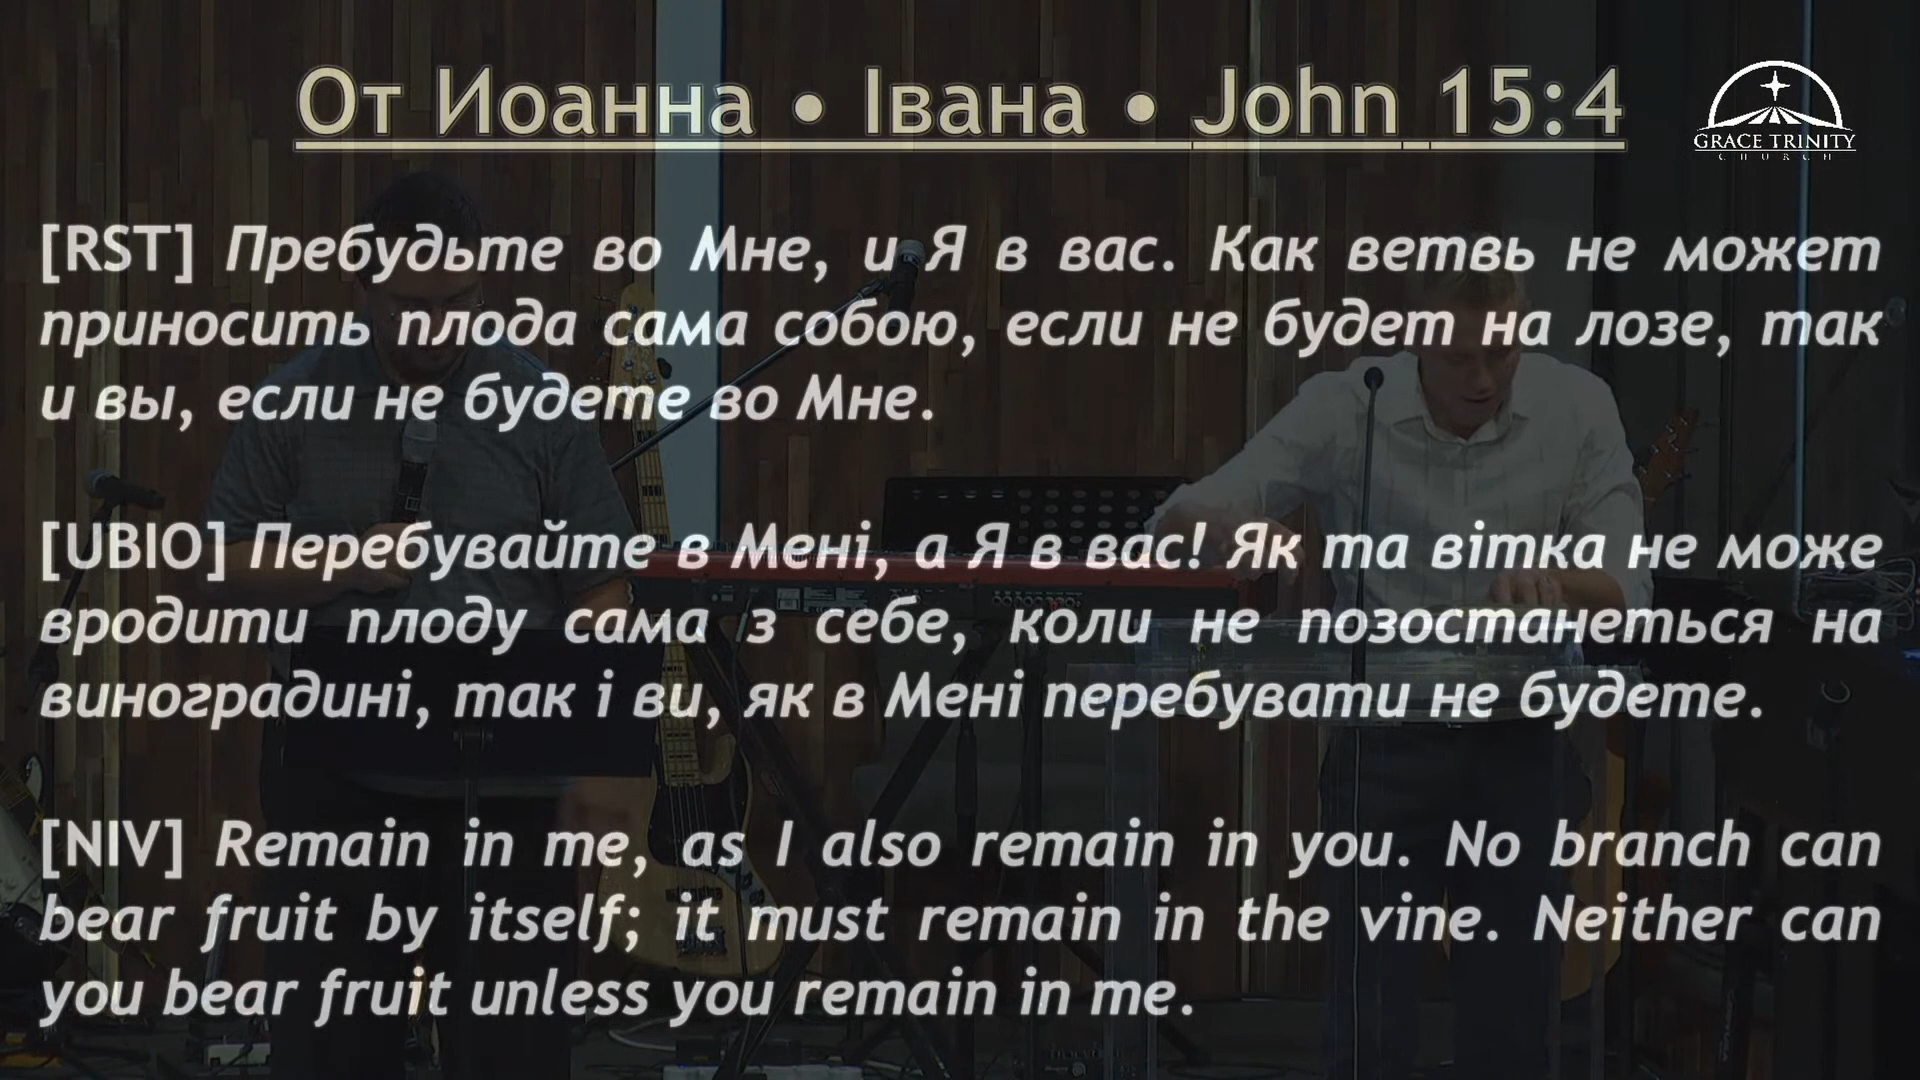 От Иоанна • Івана • John 15:4
GRACE TRINITY
CHURCH
[RST] Пребудьте во Мне, и Я в вас. Как ветвь не может
приносить плода сама собою, если не будет на лозе, так
и вы, если не будете во Мне.
[UBIO] Перебувайте в Мені, а Я в вас! Як та вітка не може
вродити плоду сама з себе, коли не позостанеться на
виноградині, так і ви, як в Мені перебувати не будете.
[NIV] Remain in me, as I also remain in you. No branch can
bear fruit by itself; it must remain in the vine. Neither can
you bear fruit unless you remain in me.